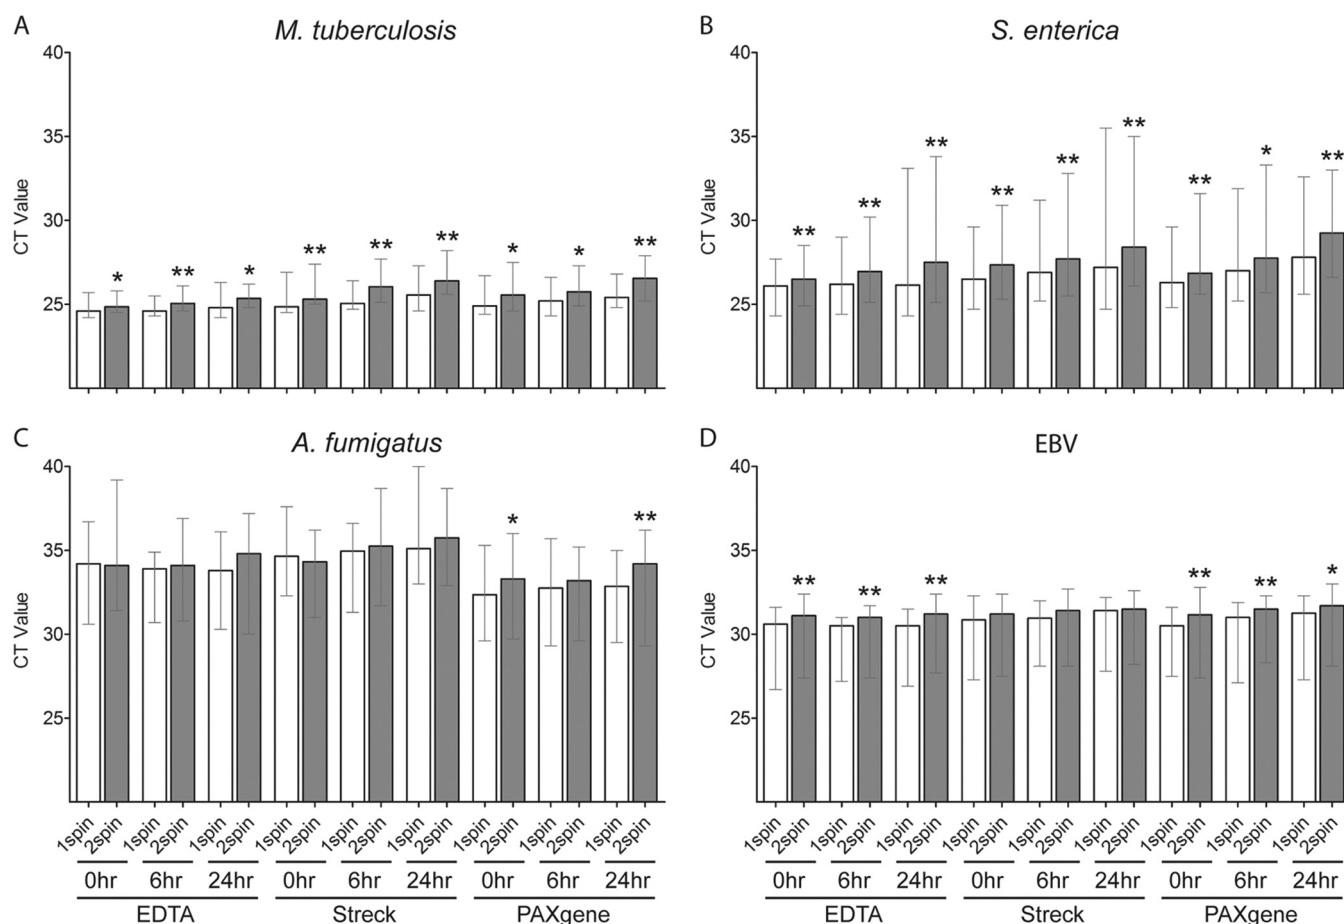 A
M. tuberculosis
40
35
30
25
CT Value
* ** * ** ** ** * * **
B
S. enterica
40
35
30
25
CT Value
** ** ** ** ** ** ** * **
C
A. fumigatus
40
35
30
25
CT Value
* **
1spin 2spin 1spin 2spin 1spin 2spin 1spin 2spin 1spin 2spin 1spin 2spin 1spin 2spin 1spin 2spin 1spin 2spin
0hr 6hr 24hr 0hr 6hr 24hr 0hr 6hr 24hr
EDTA Streck PAXgene
D
EBV
40
35
30
25
CT Value
** ** ** ** ** *
1spin 2spin 1spin 2spin 1spin 2spin 1spin 2spin 1spin 2spin 1spin 2spin 1spin 2spin 1spin 2spin 1spin 2spin
0hr 6hr 24hr 0hr 6hr 24hr 0hr 6hr 24hr
EDTA Streck PAXgene